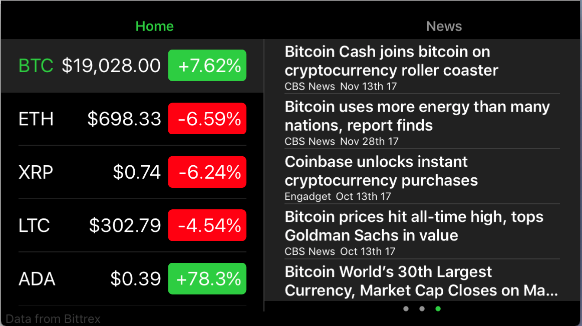 Home
News
BTC $19,028.00 +7.62%
ETH $698.33 -6.59%
XRP $0.74 -6.24%
LTC $302.79 -4.54%
ADA $0.39 +78.3%
Data from Bittrex
Bitcoin Cash joins bitcoin on
cryptocurrency roller coaster
CBS News Nov 13th 17
Bitcoin uses more energy than many
nations, report finds
CBS News Nov 28th 17
Coinbase unlocks instant
cryptocurrency purchases
Engadget Oct 13th 17
Bitcoin prices hit all-time high, tops
Goldman Sachs in value
CBS News Oct 13th 17
Bitcoin World's 30th Largest
Currency, Market Cap Closes on Ma...